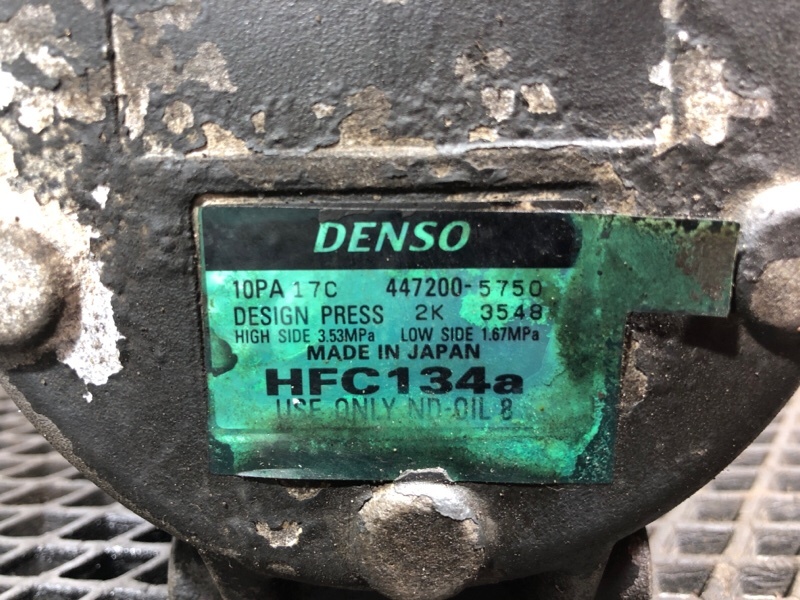 DENSO
10PA 17C 447200-5750
DESIGN PRESS 2K 3548
HIGH SIDE 3.53MPa LOW SIDE 1.67MPa
MADE IN JAPAN
HFC134a
USE ONLY ND-OIL 8